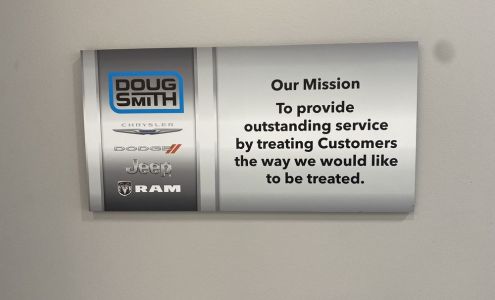 DOUG
SMITH
CHRYSLER
DODGE
Jeep
RAM
Our Mission
To provide
outstanding service
by treating Customers
the way we would like
to be treated.